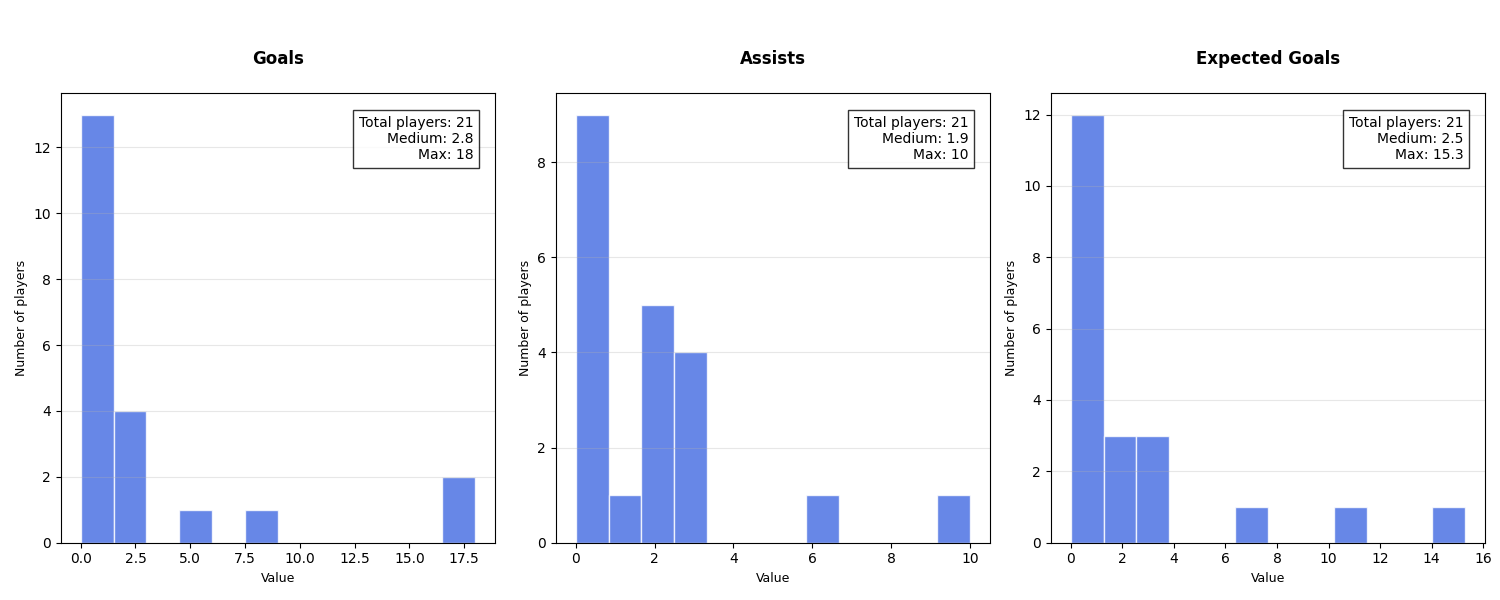 Goals
Total players: 21
Medium: 2.8
Max: 18
Number of players
0
2
4
6
8
10
12
0.0
2.5
5.0
7.5
10.0
12.5
15.0
17.5
Value
Assists
Total players: 21
Medium: 1.9
Max: 10
Number of players
0
2
4
6
8
0
2
4
6
8
10
Value
Expected Goals
Total players: 21
Medium: 2.5
Max: 15.3
Number of players
0
2
4
6
8
10
12
0
2
4
6
8
10
12
14
16
Value